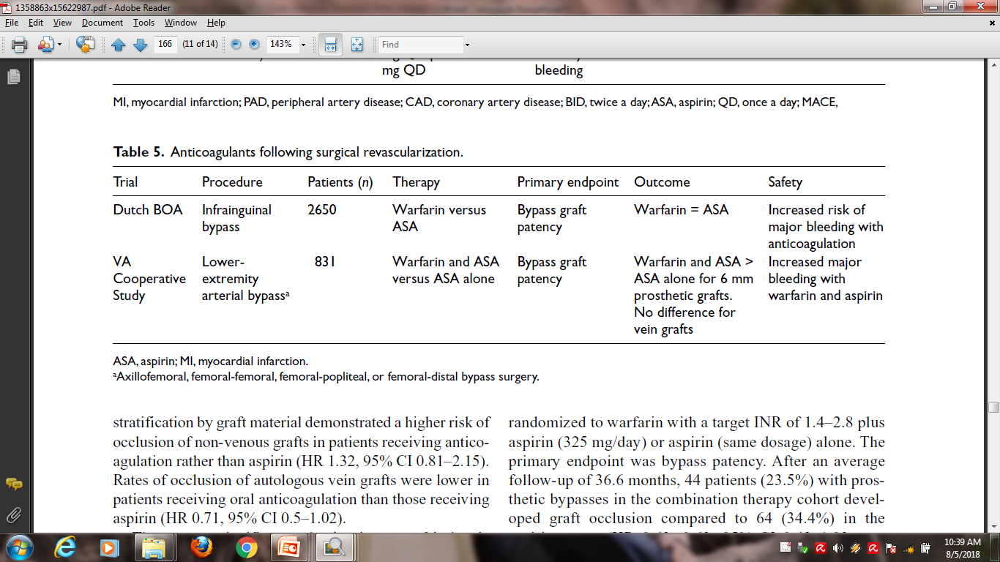 1358863x15622987.pdf - Adobe Reader
File Edit View Document Tools Window Help
166 (11 of 14) 143% Find
mg QD bleeding
MI, myocardial infarction; PAD, peripheral artery disease; CAD, coronary artery disease; BID, twice a day; ASA, aspirin; QD, once a day; MACE,
Table 5. Anticoagulants following surgical revascularization.
Trial Procedure Patients (n) Therapy Primary endpoint Outcome Safety
Dutch BOA Infrainguinal 2650 Warfarin versus Bypass graft Warfarin = ASA Increased risk of
bypass ASA patency major bleeding with
anticoagulation
VA Lower- 831 Warfarin and ASA Bypass graft Warfarin and ASA > Increased major
Cooperative extremity versus ASA alone patency ASA alone for 6 mm bleeding with
Study arterial bypassᵃ prosthetic grafts. warfarin and aspirin
No difference for
vein grafts
ASA, aspirin; MI, myocardial infarction.
ᵃAxillofemoral, femoral-femoral, femoral-popliteal, or femoral-distal bypass surgery.
stratification by graft material demonstrated a higher risk of
occlusion of non-venous grafts in patients receiving antico-
agulation rather than aspirin (HR 1.32, 95% CI 0.81–2.15).
Rates of occlusion of autologous vein grafts were lower in
patients receiving oral anticoagulation than those receiving
aspirin (HR 0.71, 95% CI 0.5–1.02).
randomized to warfarin with a target INR of 1.4–2.8 plus
aspirin (325 mg/day) or aspirin (same dosage) alone. The
primary endpoint was bypass patency. After an average
follow-up of 36.6 months, 44 patients (23.5%) with pros-
thetic bypasses in the combination therapy cohort devel-
oped graft occlusion compared to 64 (34.4%) in the
10:39 AM
8/5/2018